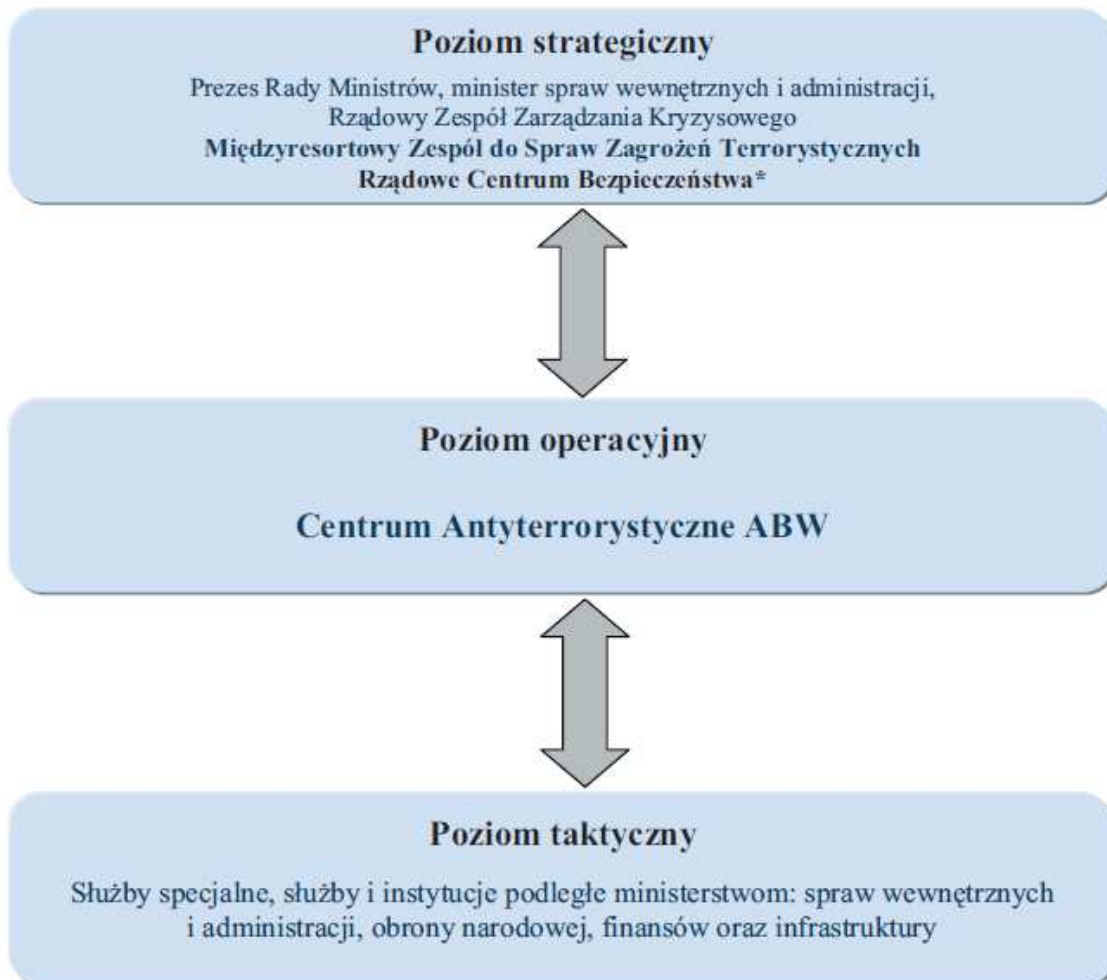 Poziom strategiczny
Prezes Rady Ministrów, minister spraw wewnętrznych i administracji,
Rządowy Zespół Zarządzania Kryzysowego
Międzyresortowy Zespól do Spraw Zagrożeń Terrorystycznych
Rządowe Centrum Bezpieczeństwa*
Poziom operacyjny
Centrum Antyterrorystyczne ABW
Poziom taktyczny
Służby specjalne, służby i instytucje podległe ministerstwom: spraw wewnętrznych
i administracji, obrony narodowej, finansów oraz infrastruktury